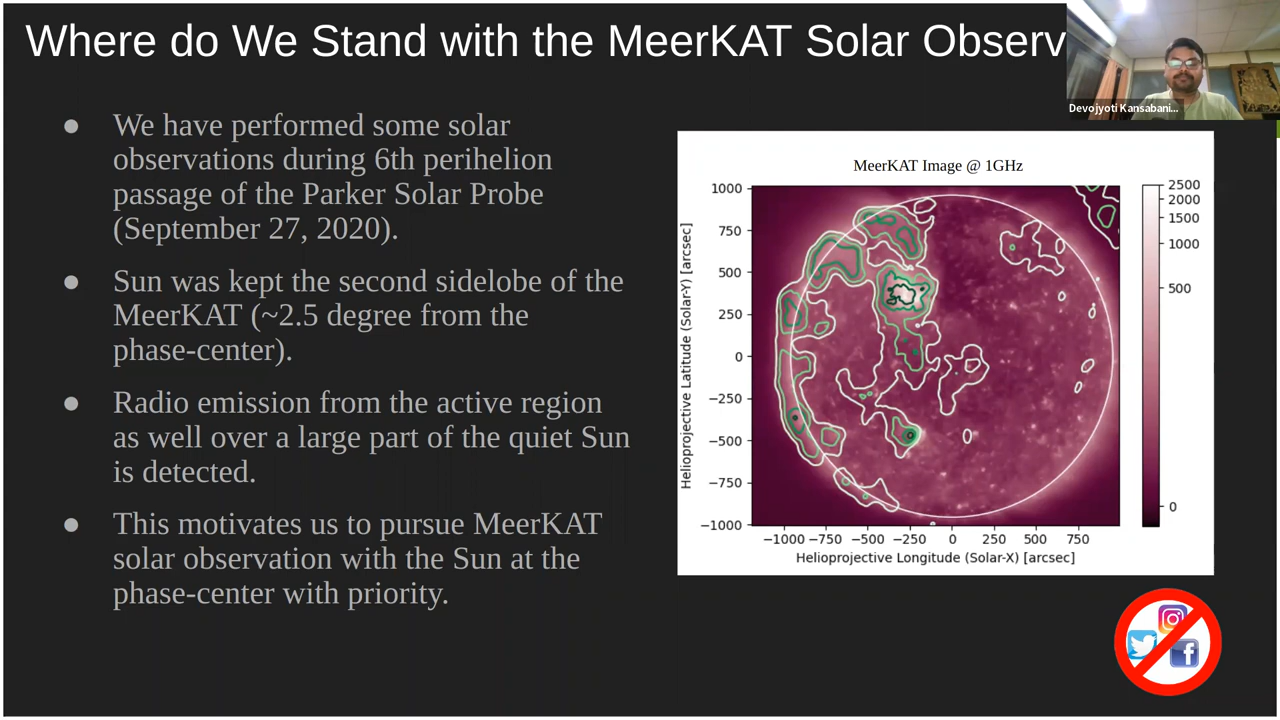 Where do We Stand with the MeerKAT Solar Observ
Devojyoti Kansabani...
● We have performed some solar
observations during 6th perihelion
passage of the Parker Solar Probe
(September 27, 2020).
● Sun was kept the second sidelobe of the
MeerKAT (~2.5 degree from the
phase-center).
● Radio emission from the active region
as well over a large part of the quiet Sun
is detected.
● This motivates us to pursue MeerKAT
solar observation with the Sun at the
phase-center with priority.
MeerKAT Image @ 1GHz
Helioprojective Latitude (Solar-Y) [arcsec]
1000
750
500
250
0
−250
−500
−750
−1000
−1000 −750 −500 −250 0 250 500 750
Helioprojective Longitude (Solar-X) [arcsec]
2500
2000
1500
1000
500
0